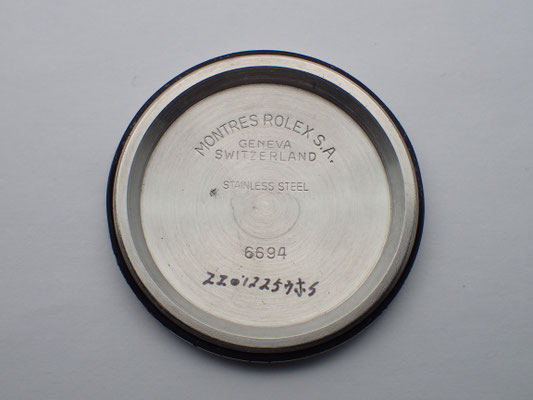 MONTRES ROLEX S.A.
GENEVA
SWITZERLAND
STAINLESS STEEL
6694